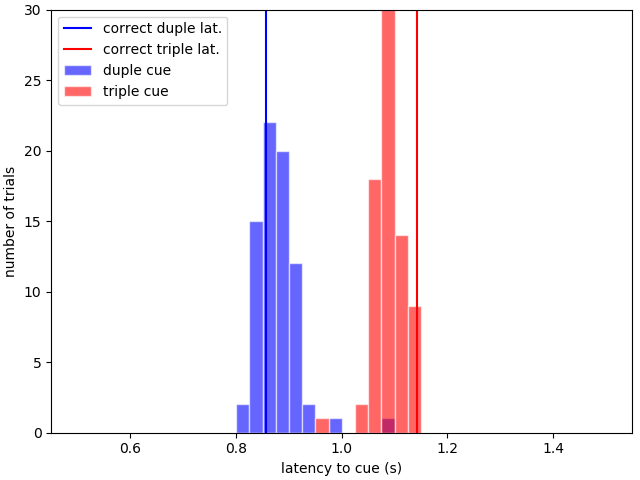 30
25
20
15
10
5
0
number of trials
correct duple lat.
correct triple lat.
duple cue
triple cue
0.6 0.8 1.0 1.2 1.4
latency to cue (s)